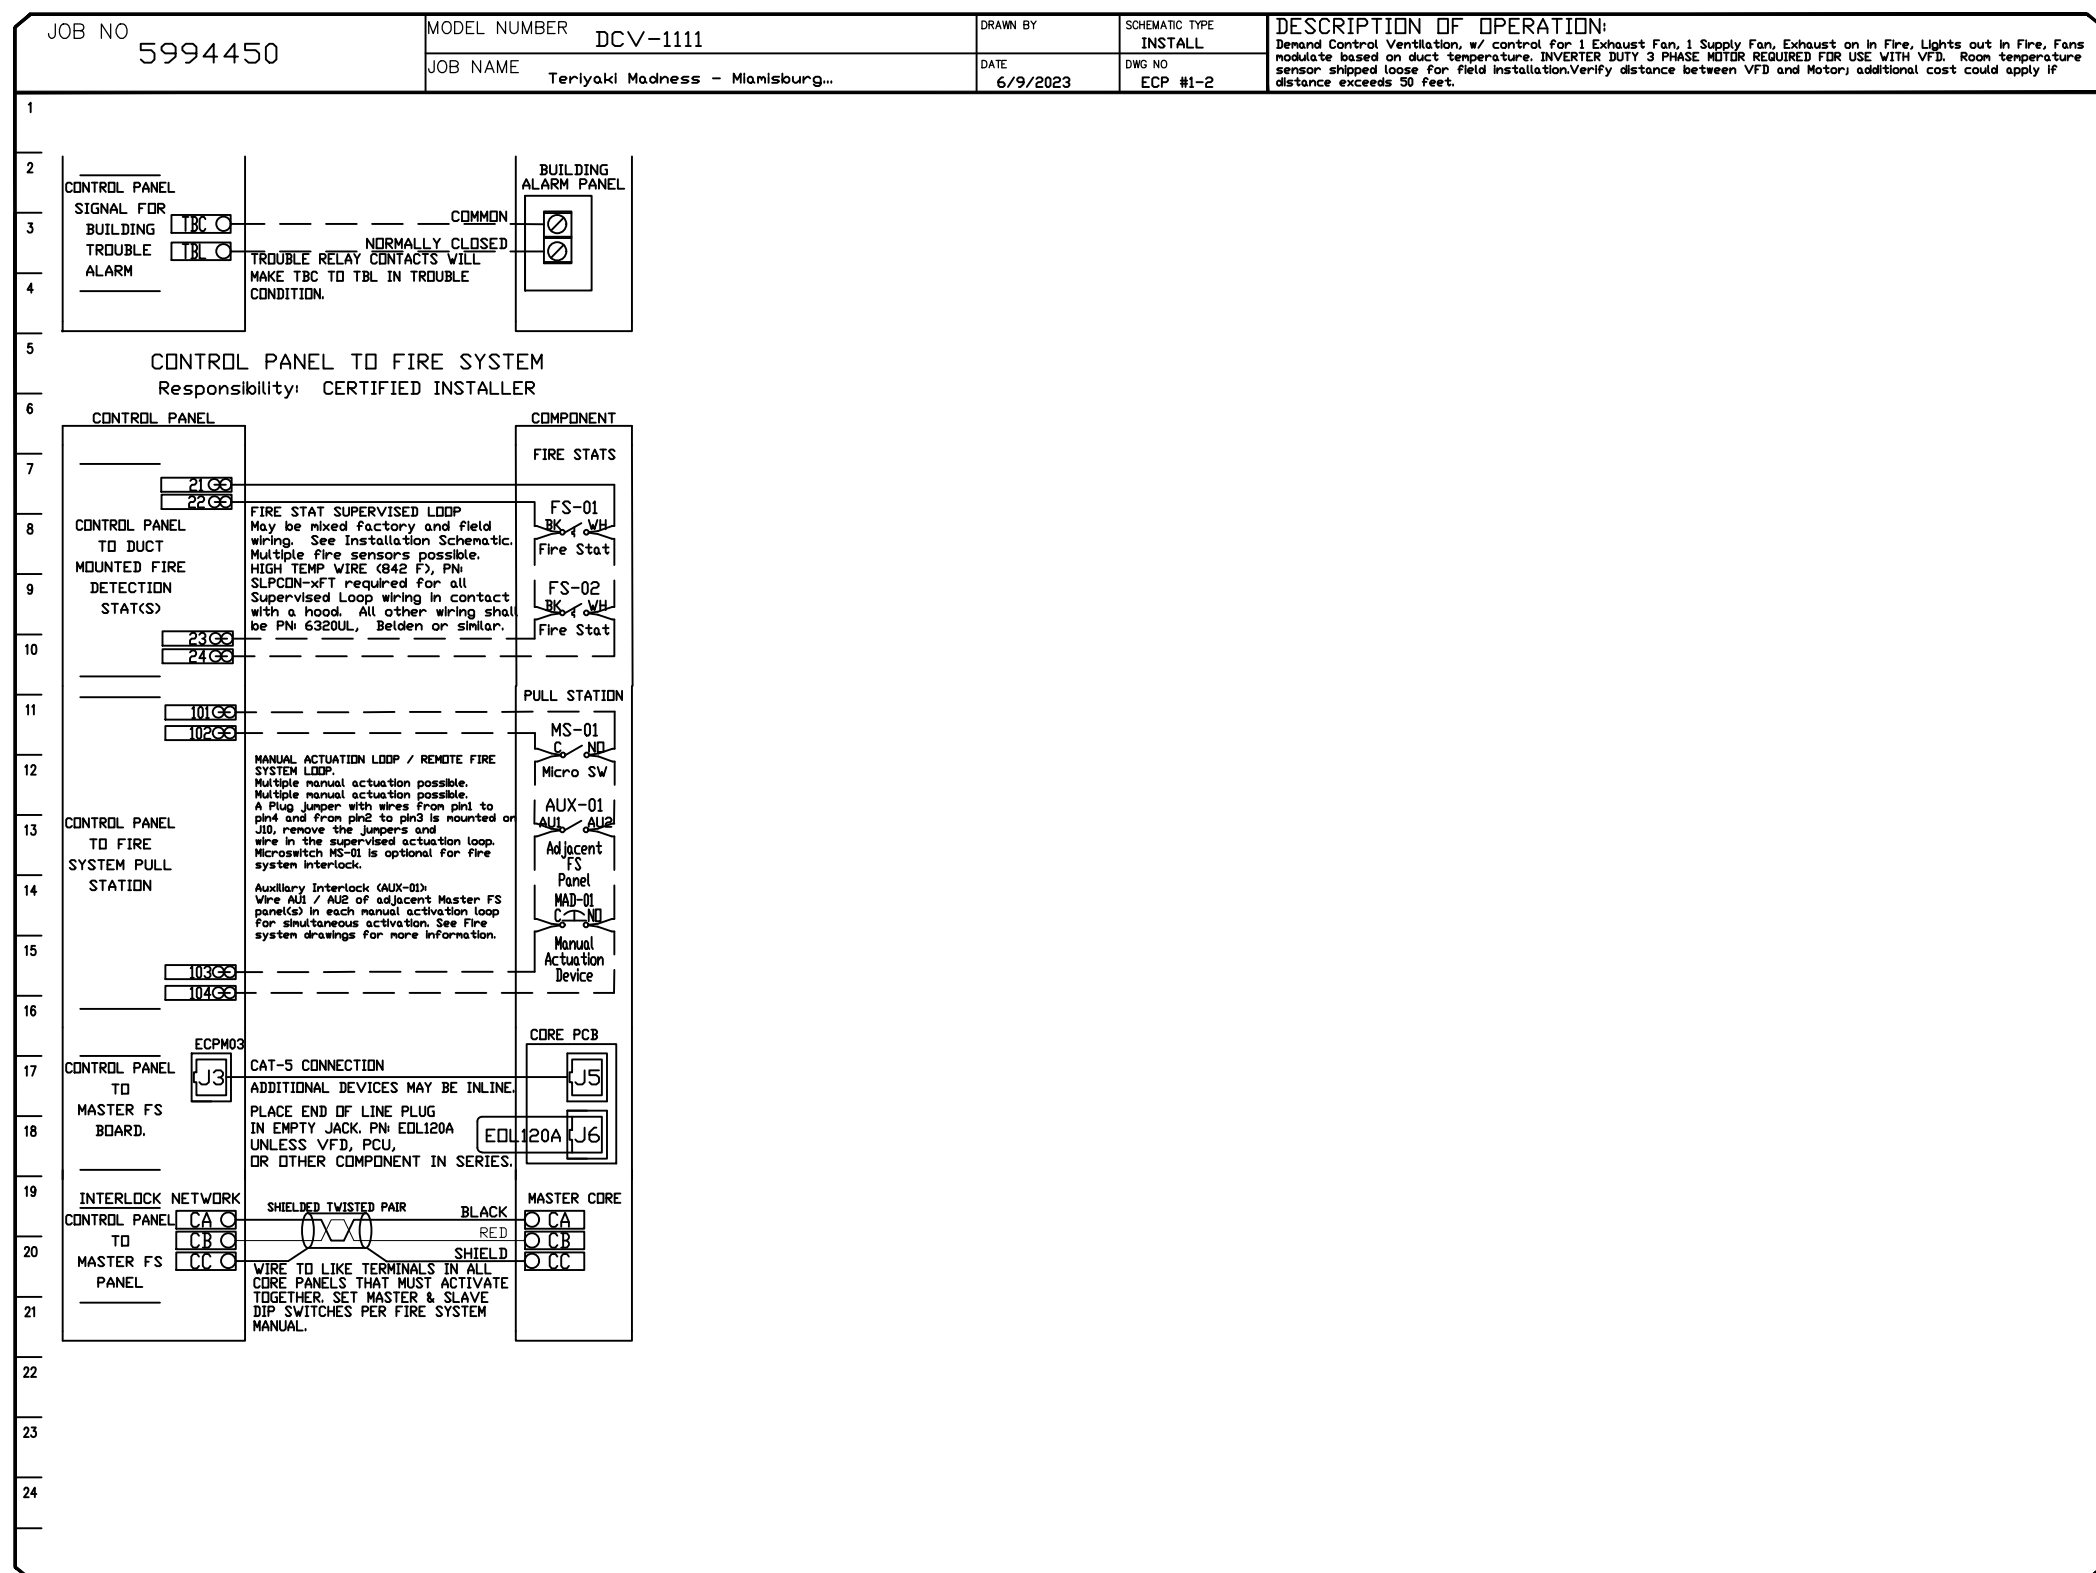 JOB NO
5994450
MODEL NUMBER
DCV-1111
JOB NAME
Teriyaki Madness - Miamisburg...
DRAWN BY
DATE
6/9/2023
SCHEMATIC TYPE
INSTALL
DWG NO
ECP #1-2
DESCRIPTION OF OPERATION:
Demand Control Ventilation, w/ control for 1 Exhaust Fan, 1 Supply Fan, Exhaust on in Fire, Lights out in Fire, Fans
modulate based on duct temperature. INVERTER DUTY 3 PHASE MOTOR REQUIRED FOR USE WITH VFD. Room temperature
sensor shipped loose for field installation.Verify distance between VFD and Motor; additional cost could apply if
distance exceeds 50 feet.
1
2
3
4
5
6
7
8
9
10
11
12
13
14
15
16
17
18
19
20
21
22
23
24
CONTROL PANEL
SIGNAL FOR
BUILDING
TROUBLE
ALARM
TBC
TBL
COMMON
NORMALLY CLOSED
TROUBLE RELAY CONTACTS WILL
MAKE TBC TO TBL IN TROUBLE
CONDITION.
BUILDING
ALARM PANEL
CONTROL PANEL TO FIRE SYSTEM
Responsibility: CERTIFIED INSTALLER
CONTROL PANEL
COMPONENT
CONTROL PANEL
TO DUCT
MOUNTED FIRE
DETECTION
STAT(S)
21
22
23
24
FIRE STAT SUPERVISED LOOP
May be mixed factory and field
wiring. See Installation Schematic.
Multiple fire sensors possible.
HIGH TEMP WIRE (842 F), PN:
SLPCON-xFT required for all
Supervised Loop wiring in contact
with a hood. All other wiring shall
be PN: 6320UL, Belden or similar.
FIRE STATS
FS-01
BK WH
Fire Stat
FS-02
BK WH
Fire Stat
CONTROL PANEL
TO FIRE
SYSTEM PULL
STATION
101
102
103
104
MANUAL ACTUATION LOOP / REMOTE FIRE
SYSTEM LOOP.
Multiple manual actuation possible.
Multiple manual actuation possible.
A Plug jumper with wires from pin1 to
pin4 and from pin2 to pin3 is mounted on
J10, remove the jumpers and
wire in the supervised actuation loop.
Microswitch MS-01 is optional for fire
system interlock.
Auxiliary Interlock (AUX-01):
Wire AU1 / AU2 of adjacent Master FS
panel(s) in each manual activation loop
for simultaneous activation. See Fire
system drawings for more information.
PULL STATION
MS-01
C NO
Micro SW
AUX-01
AU1 AU2
Adjacent
FS
Panel
MAD-01
C NO
Manual
Actuation
Device
CONTROL PANEL
TO
MASTER FS
BOARD.
ECPM03
J3
CAT-5 CONNECTION
ADDITIONAL DEVICES MAY BE INLINE.
PLACE END OF LINE PLUG
IN EMPTY JACK. PN: EOL120A
UNLESS VFD, PCU,
OR OTHER COMPONENT IN SERIES.
CORE PCB
J5
EOL120A
J6
INTERLOCK NETWORK
CONTROL PANEL
TO
MASTER FS
PANEL
CA
CB
CC
SHIELDED TWISTED PAIR
BLACK
RED
SHIELD
WIRE TO LIKE TERMINALS IN ALL
CORE PANELS THAT MUST ACTIVATE
TOGETHER. SET MASTER & SLAVE
DIP SWITCHES PER FIRE SYSTEM
MANUAL.
MASTER CORE
CA
CB
CC